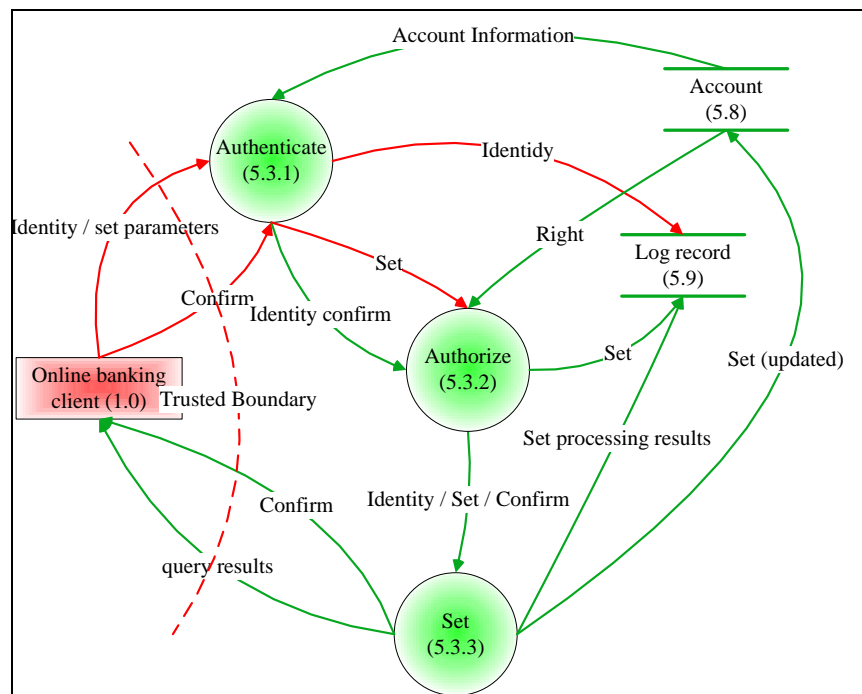 Account Information
Account
(5.8)
Authenticate
(5.3.1)
Identidy
Identity / set parameters
Right
Log record
(5.9)
Set
Confirm
Identity confirm
Authorize
(5.3.2)
Set
Set (updated)
Online banking
client (1.0)
Trusted Boundary
Set processing results
Identity / Set / Confirm
Confirm
query results
Set
(5.3.3)